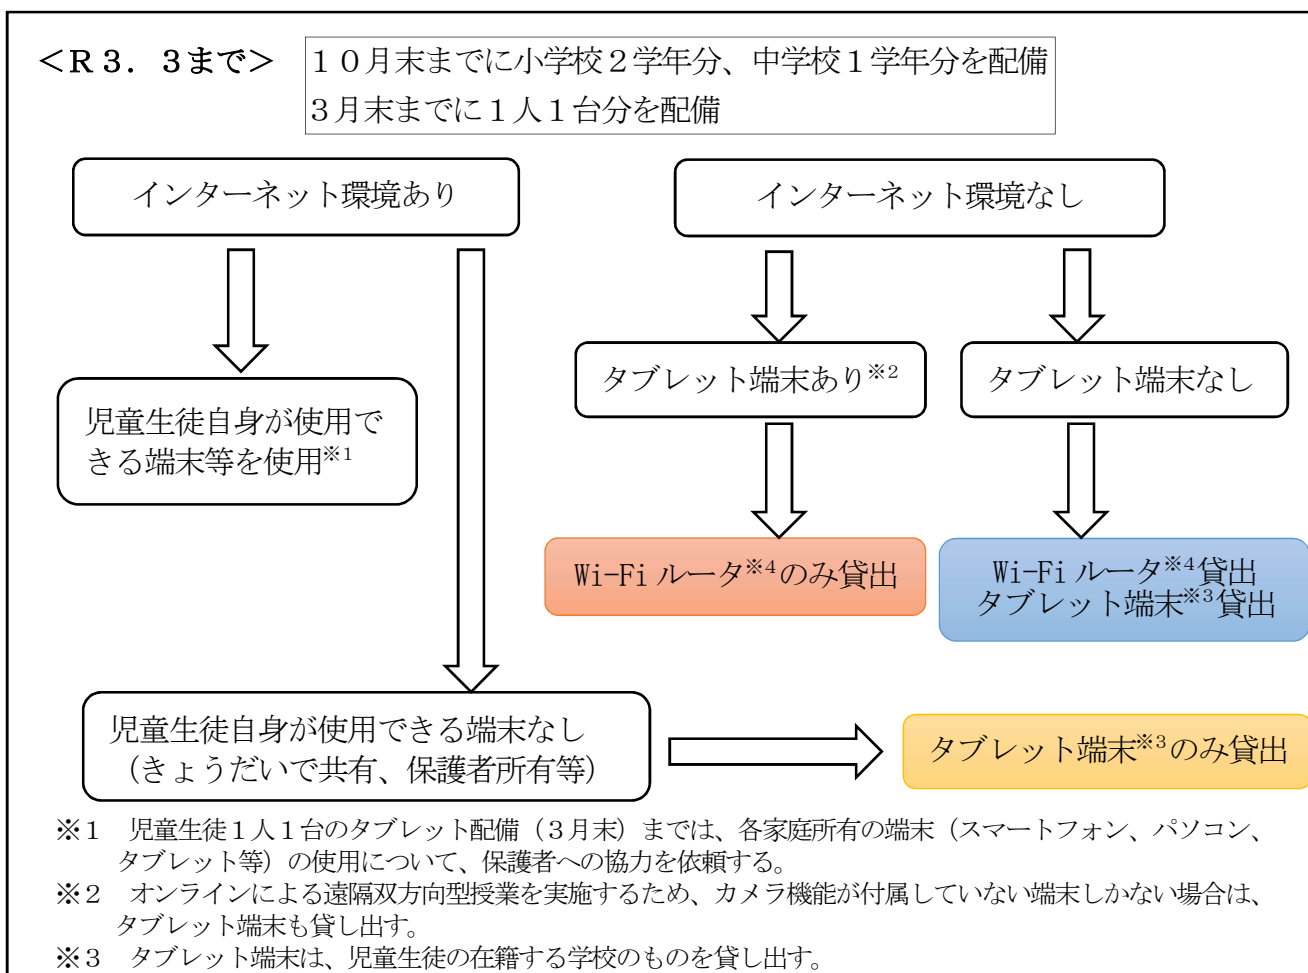 ＜Ｒ３．３まで＞
１０月末までに小学校２学年分、中学校１学年分を配備
３月末までに１人１台分を配備
インターネット環境あり
インターネット環境なし
タブレット端末あり※2
タブレット端末なし
児童生徒自身が使用で
きる端末等を使用※1
Wi-Fi ルータ※4のみ貸出
Wi-Fi ルータ※4貸出
タブレット端末※3貸出
児童生徒自身が使用できる端末なし
（きょうだいで共有、保護者所有等）
タブレット端末※3のみ貸出
※１　児童生徒１人１台のタブレット配備（３月末）までは、各家庭所有の端末（スマートフォン、パソコン、
タブレット等）の使用について、保護者への協力を依頼する。
※２　オンラインによる遠隔双方向型授業を実施するため、カメラ機能が付属していない端末しかない場合は、
タブレット端末も貸し出す。
※３　タブレット端末は、児童生徒の在籍する学校のものを貸し出す。